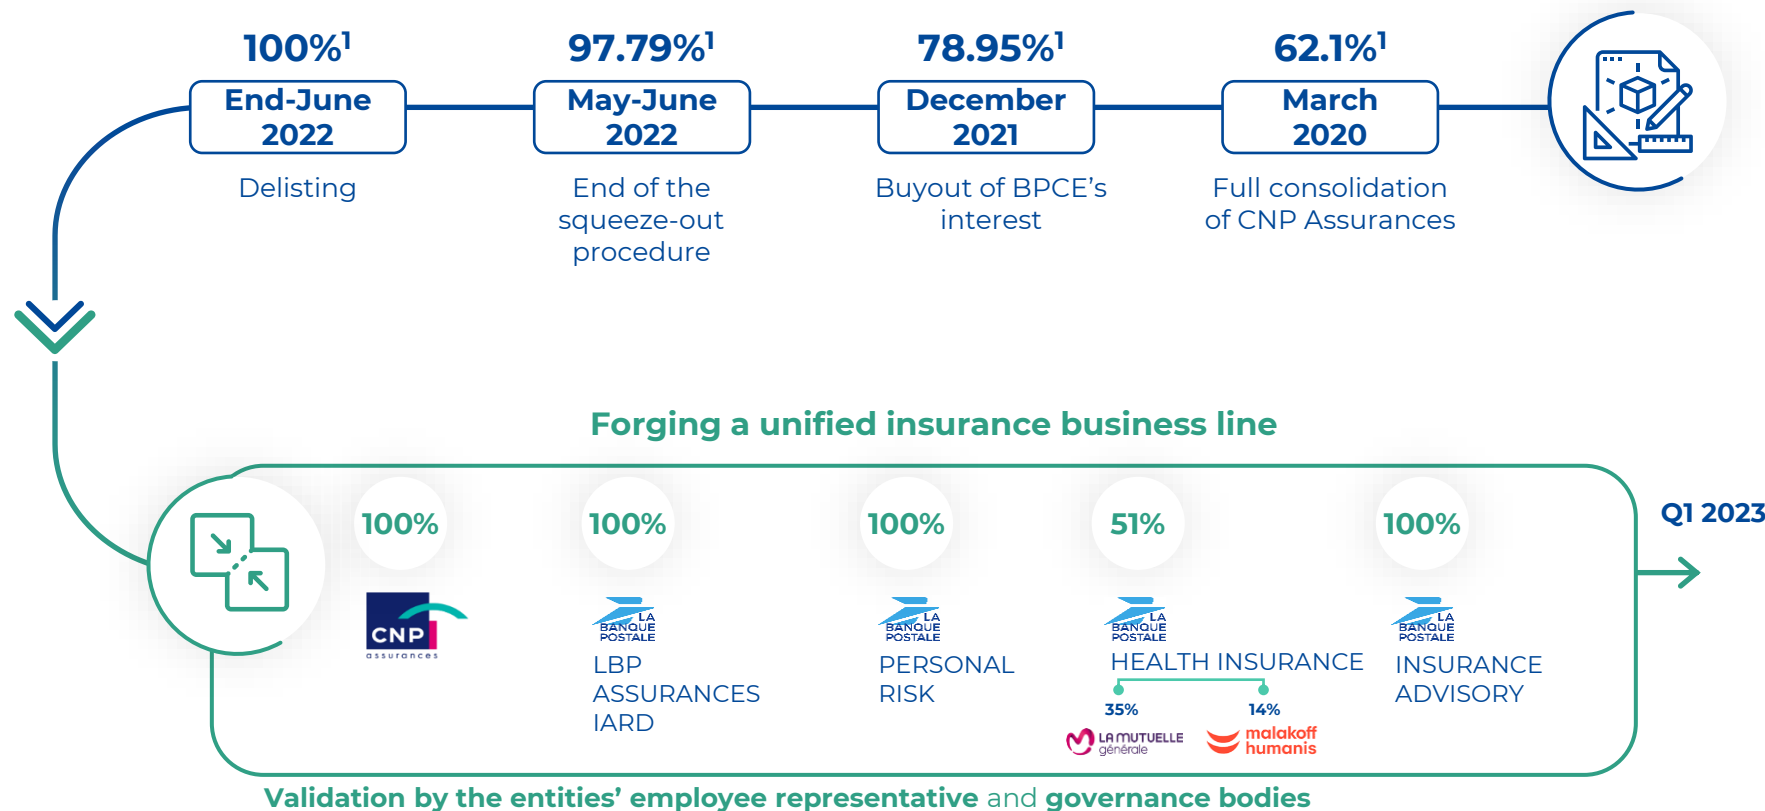 100%¹
End-June
2022
Delisting
97.79%¹
May-June
2022
End of the
squeeze-out
procedure
78.95%¹
December
2021
Buyout of BPCE’s
interest
62.1%¹
March
2020
Full consolidation
of CNP Assurances
Forging a unified insurance business line
100%
CNP
assurances
100%
LA
BANQUE
POSTALE
LBP
ASSURANCES
IARD
100%
LA
BANQUE
POSTALE
PERSONAL
RISK
51%
LA
BANQUE
POSTALE
HEALTH INSURANCE
35%
LA MUTUELLE
générale
14%
malakoff
humanis
100%
LA
BANQUE
POSTALE
INSURANCE
ADVISORY
Q1 2023
Validation by the entities’ employee representative and governance bodies